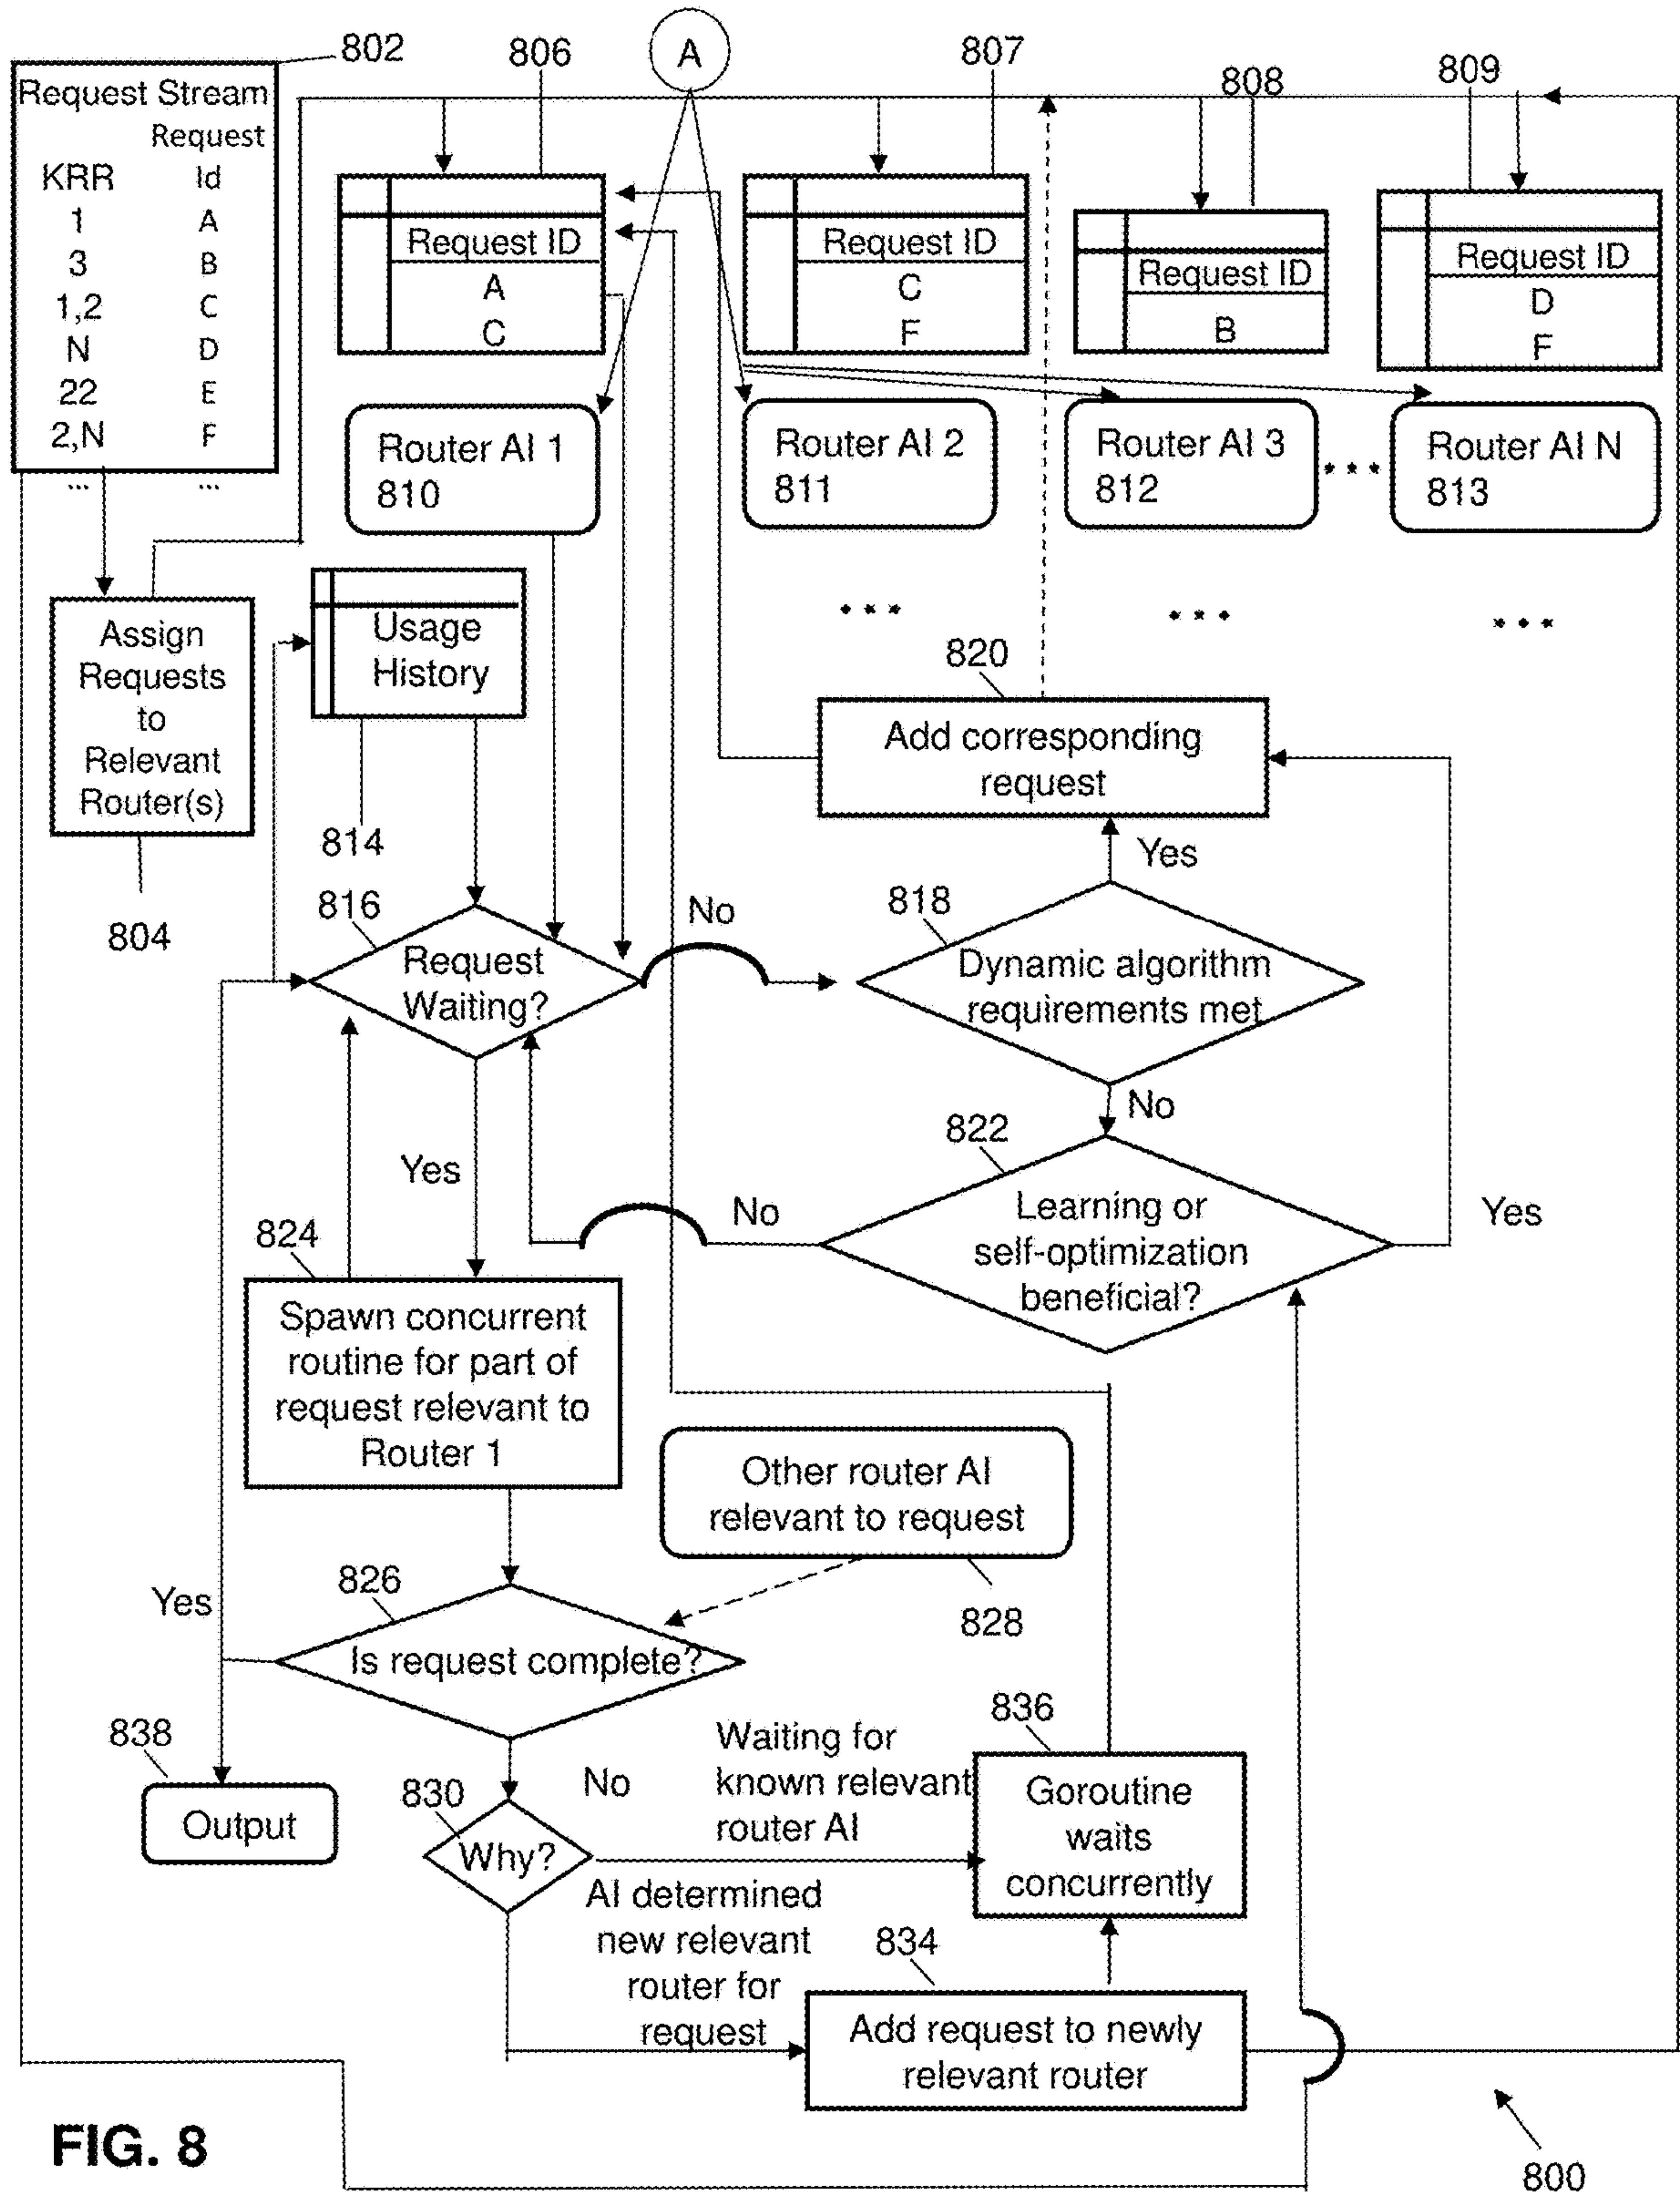 802
806
A
807
808
809
Request Stream
Request
KRR Id
1 A
3 B
1,2 C
N D
22 E
2,N F
... ...
Request ID
A
C
Request ID
C
F
Request ID
B
Request ID
D
F
Router AI 1
810
Router AI 2
811
Router AI 3
812
Router AI N
813
Assign
Requests
to
Relevant
Router(s)
804
Usage
History
814
820
Add corresponding
request
Yes
816
Request
Waiting?
No
818
Dynamic algorithm
requirements met
No
822
Learning or
self-optimization
beneficial?
No
Yes
Yes
824
Spawn concurrent
routine for part of
request relevant to
Router 1
Other router AI
relevant to request
828
826
Is request complete?
Yes
838
Output
No
830
Why?
Waiting for
known relevant
router AI
836
Goroutine
waits
concurrently
AI determined
new relevant
router for
request
834
Add request to newly
relevant router
FIG. 8
800